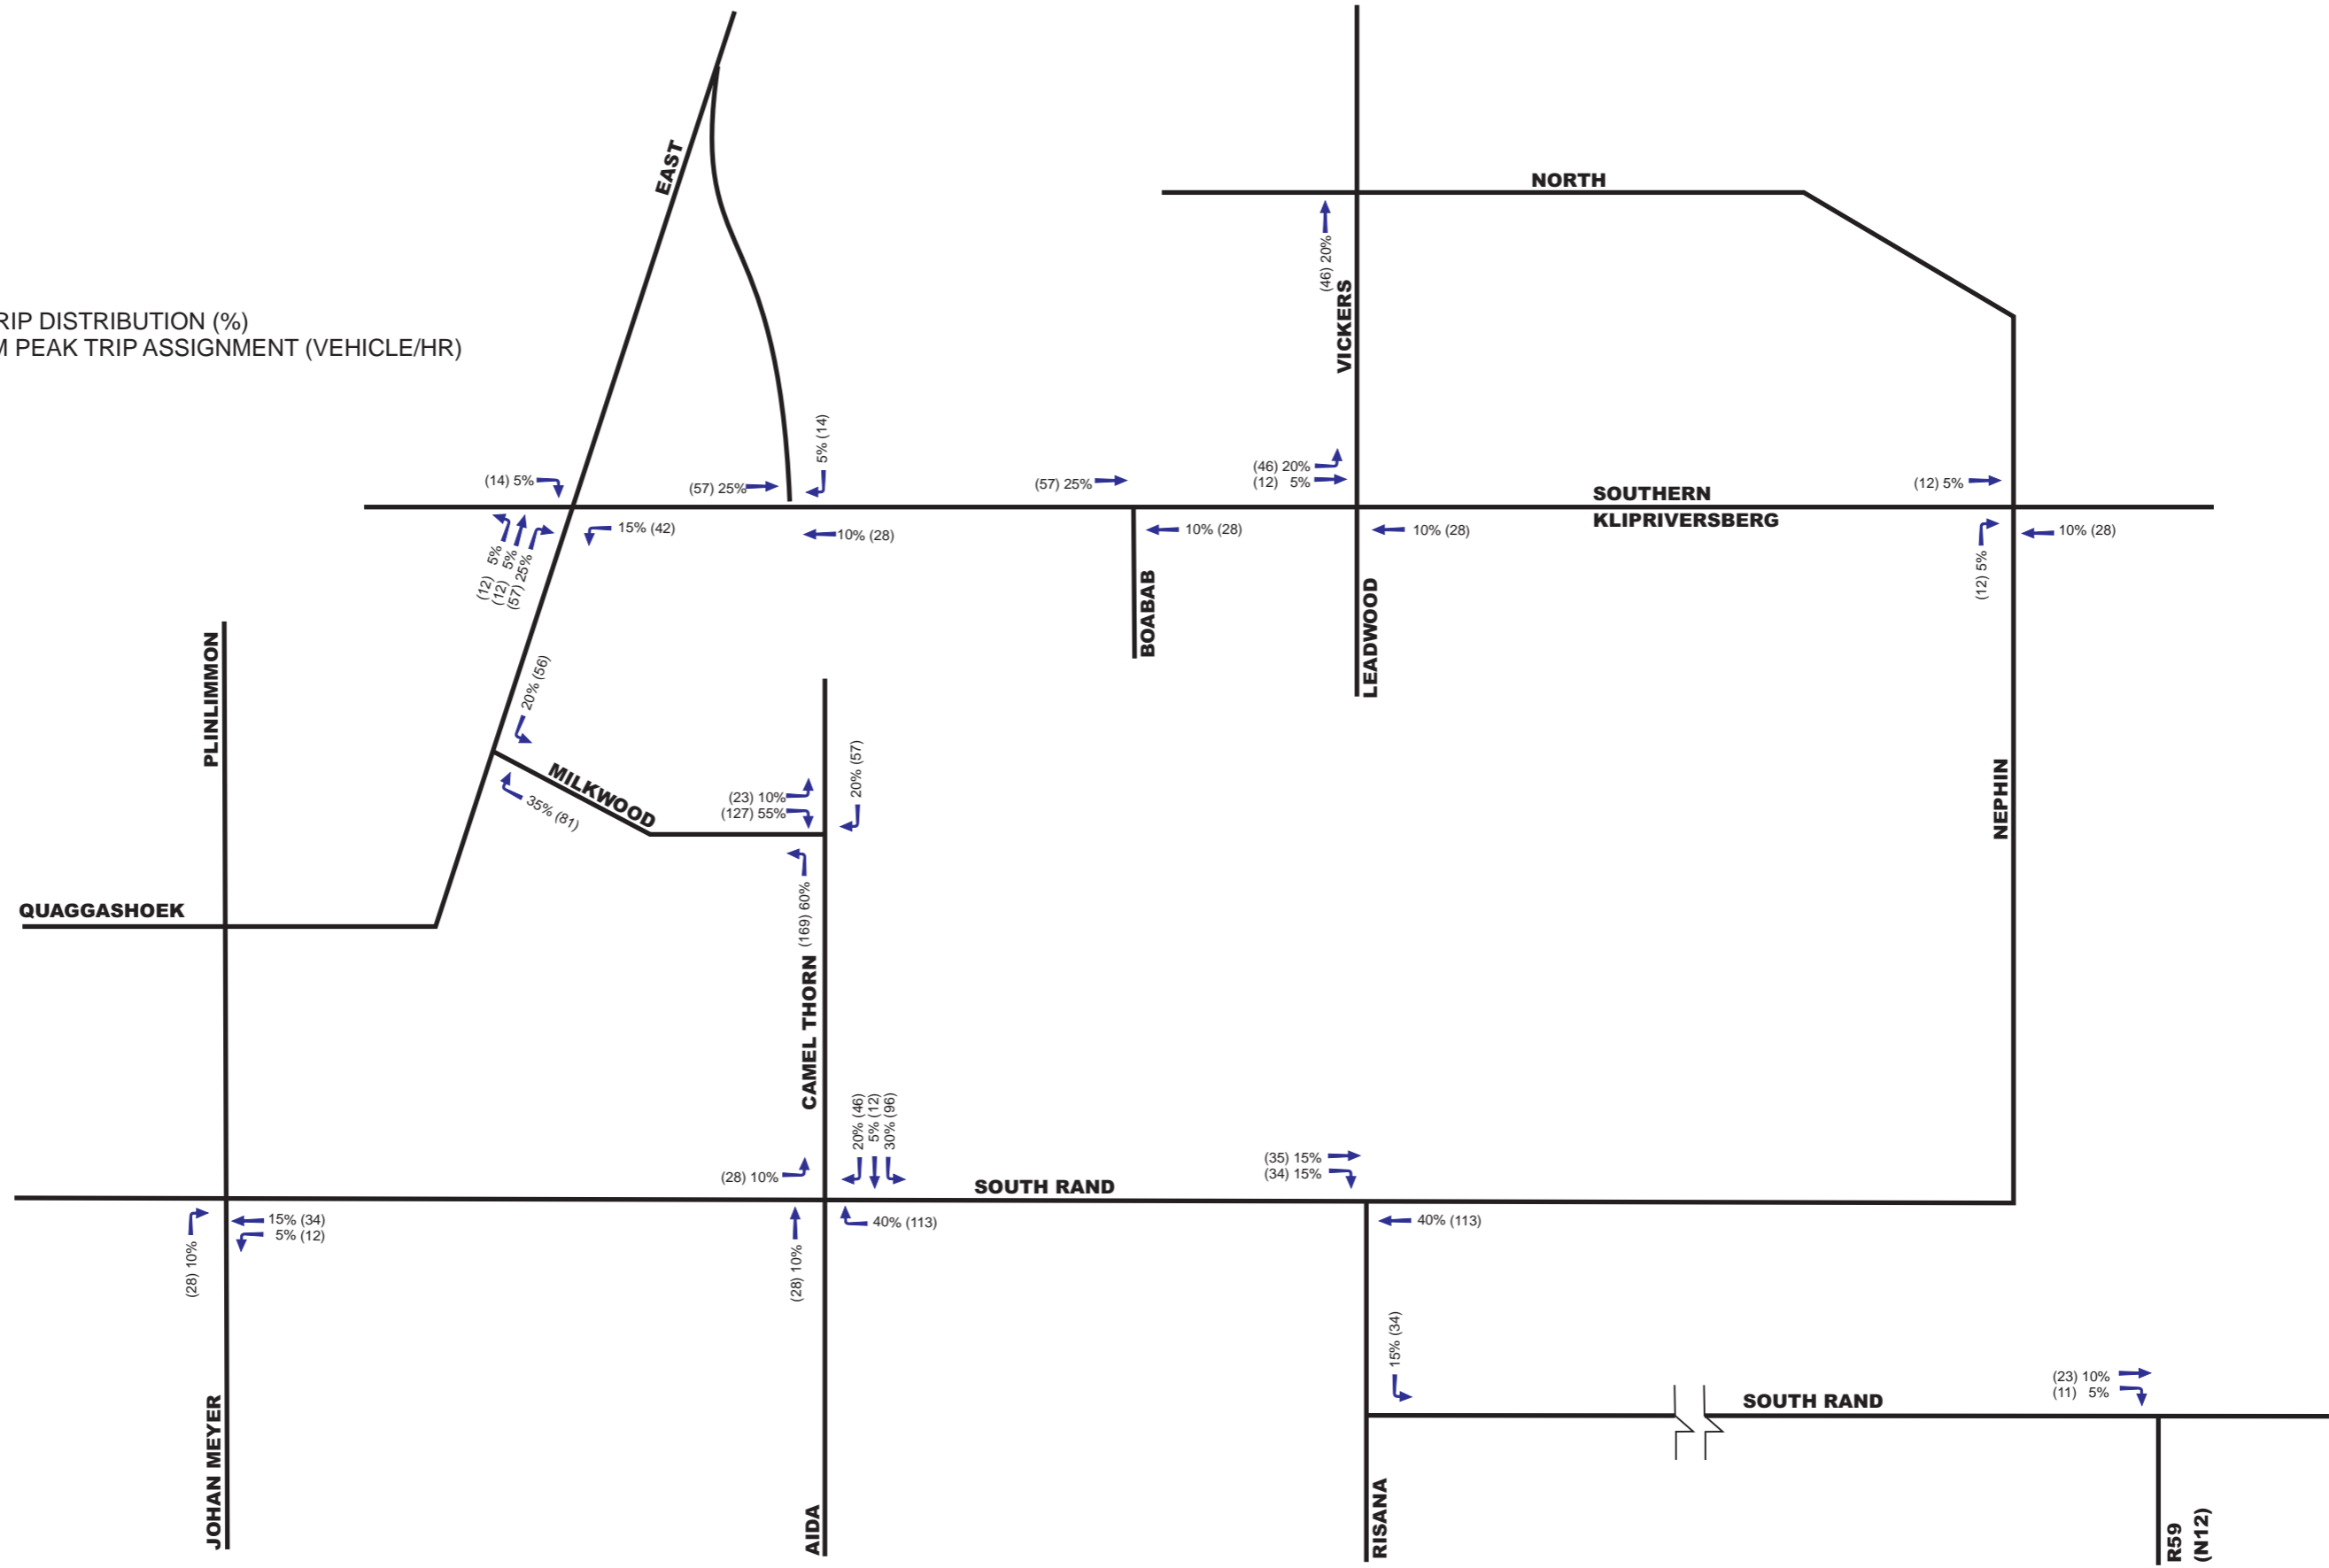 EAST
NORTH
(46) 20%
VICKERS
RIP DISTRIBUTION (%)
M PEAK TRIP ASSIGNMENT (VEHICLE/HR)
5% (14)
(14) 5%
(57) 25%
(57) 25%
(46) 20%
(12) 5%
(12) 5%
SOUTHERN
KLIPRIVERSBERG
15% (42)
10% (28)
10% (28)
10% (28)
10% (28)
(12) 5%
(12) 5%
(57) 25%
(12) 5%
BOABAB
LEADWOOD
PLINLIMMON
20% (56)
MILKWOOD
35% (81)
(23) 10%
(127) 55%
20% (57)
NEPHIN
QUAGGASHOEK
(169) 60%
CAMEL THORN
20% (46)
5% (12)
30% (96)
(28) 10%
SOUTH RAND
(35) 15%
(34) 15%
(28) 10%
15% (34)
5% (12)
(28) 10%
40% (113)
40% (113)
15% (34)
JOHAN MEYER
AIDA
RISANA
SOUTH RAND
(23) 10%
(11) 5%
R59
(N12)